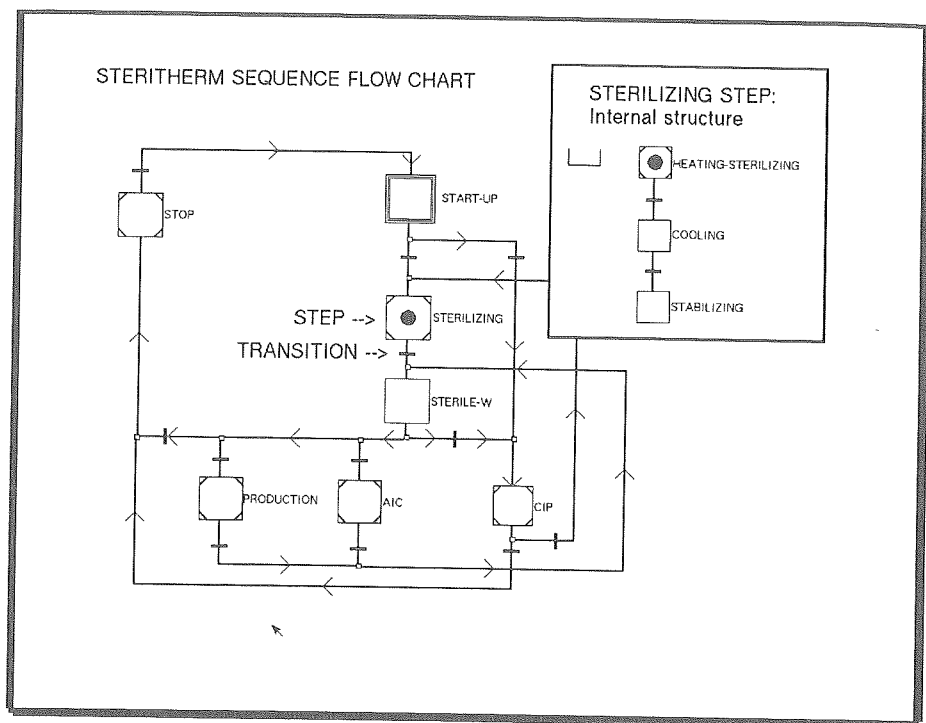 STERITHERM SEQUENCE FLOW CHART
STERILIZING STEP:
Internal structure
HEATING-STERILIZING
COOLING
STABILIZING
START-UP
STOP
STEP -->
STERILIZING
TRANSITION -->
STERILE-W
PRODUCTION
AIC
CIP